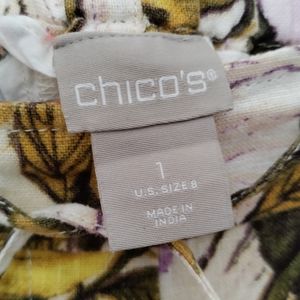 chico's®
1
U.S. SIZE 8
MADE IN
INDIA